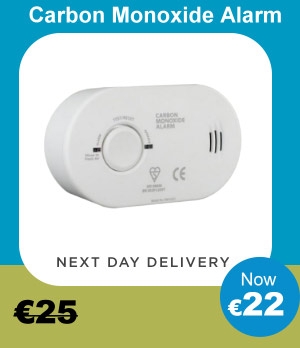 Carbon Monoxide Alarm
CARBON
MONOXIDE
ALARM
NEXT DAY DELIVERY
€25
Now
€22